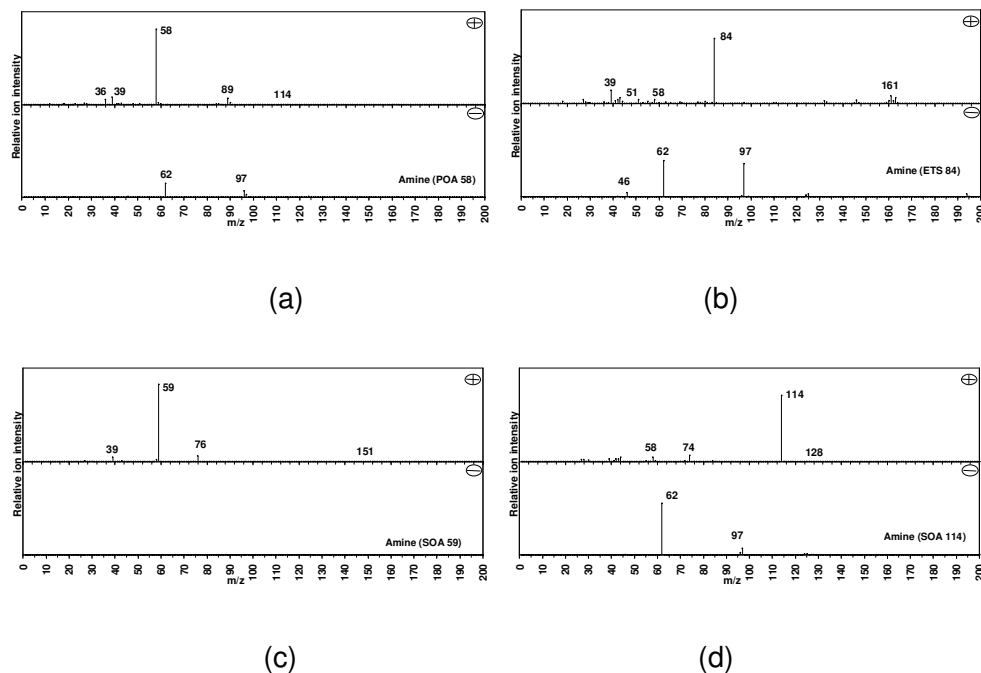 Relative ion intensity
58
36
39
89
114
+
−
62
97
Amine (POA 58)
0 10 20 30 40 50 60 70 80 90 100 110 120 130 140 150 160 170 180 190 200
m/z
(a)
Relative ion intensity
84
39
51
58
161
+
−
62
97
46
Amine (ETS 84)
0 10 20 30 40 50 60 70 80 90 100 110 120 130 140 150 160 170 180 190 200
m/z
(b)
Relative ion intensity
59
39
76
151
+
−
Amine (SOA 59)
0 10 20 30 40 50 60 70 80 90 100 110 120 130 140 150 160 170 180 190 200
m/z
(c)
Relative ion intensity
114
58
74
128
+
−
62
97
Amine (SOA 114)
0 10 20 30 40 50 60 70 80 90 100 110 120 130 140 150 160 170 180 190 200
m/z
(d)